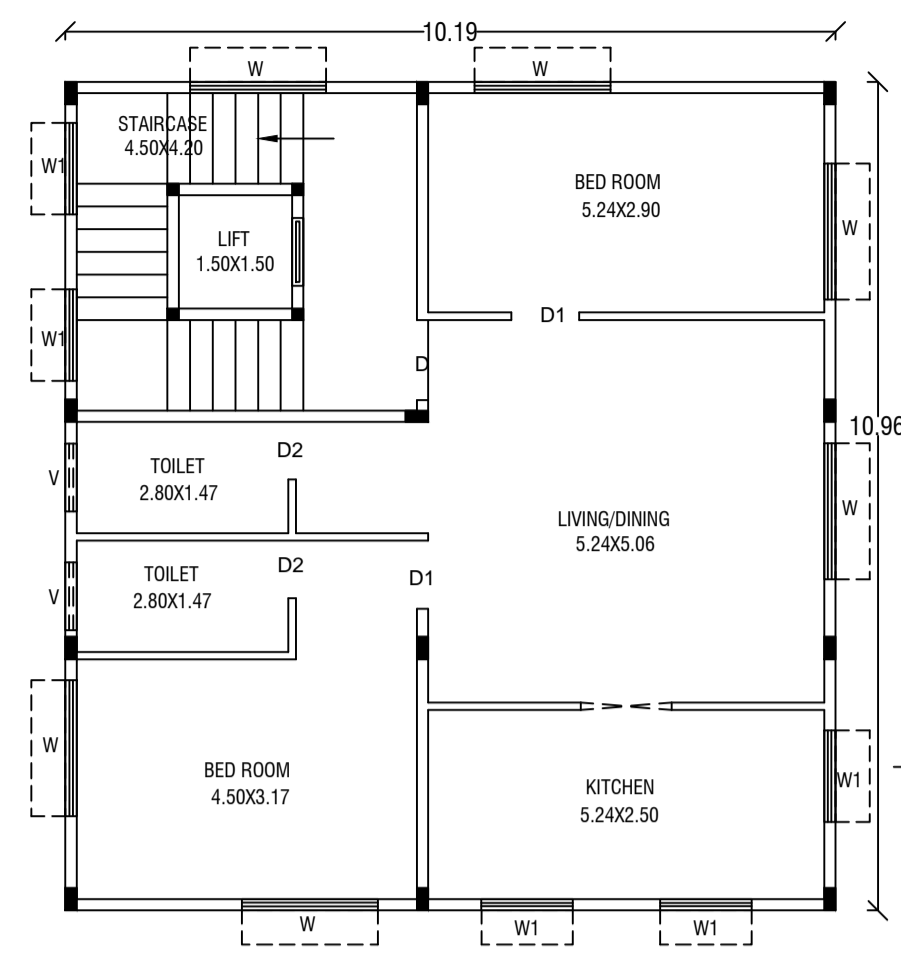 10.19
W
W
STAIRCASE
4.50X4.20
W1
BED ROOM
5.24X2.90
W
LIFT
1.50X1.50
D1
W1
D
10.96
D2
TOILET
2.80X1.47
V
W
LIVING/DINING
5.24X5.06
D2
TOILET
2.80X1.47
D1
V
W
BED ROOM
4.50X3.17
KITCHEN
5.24X2.50
W1
W
W1
W1